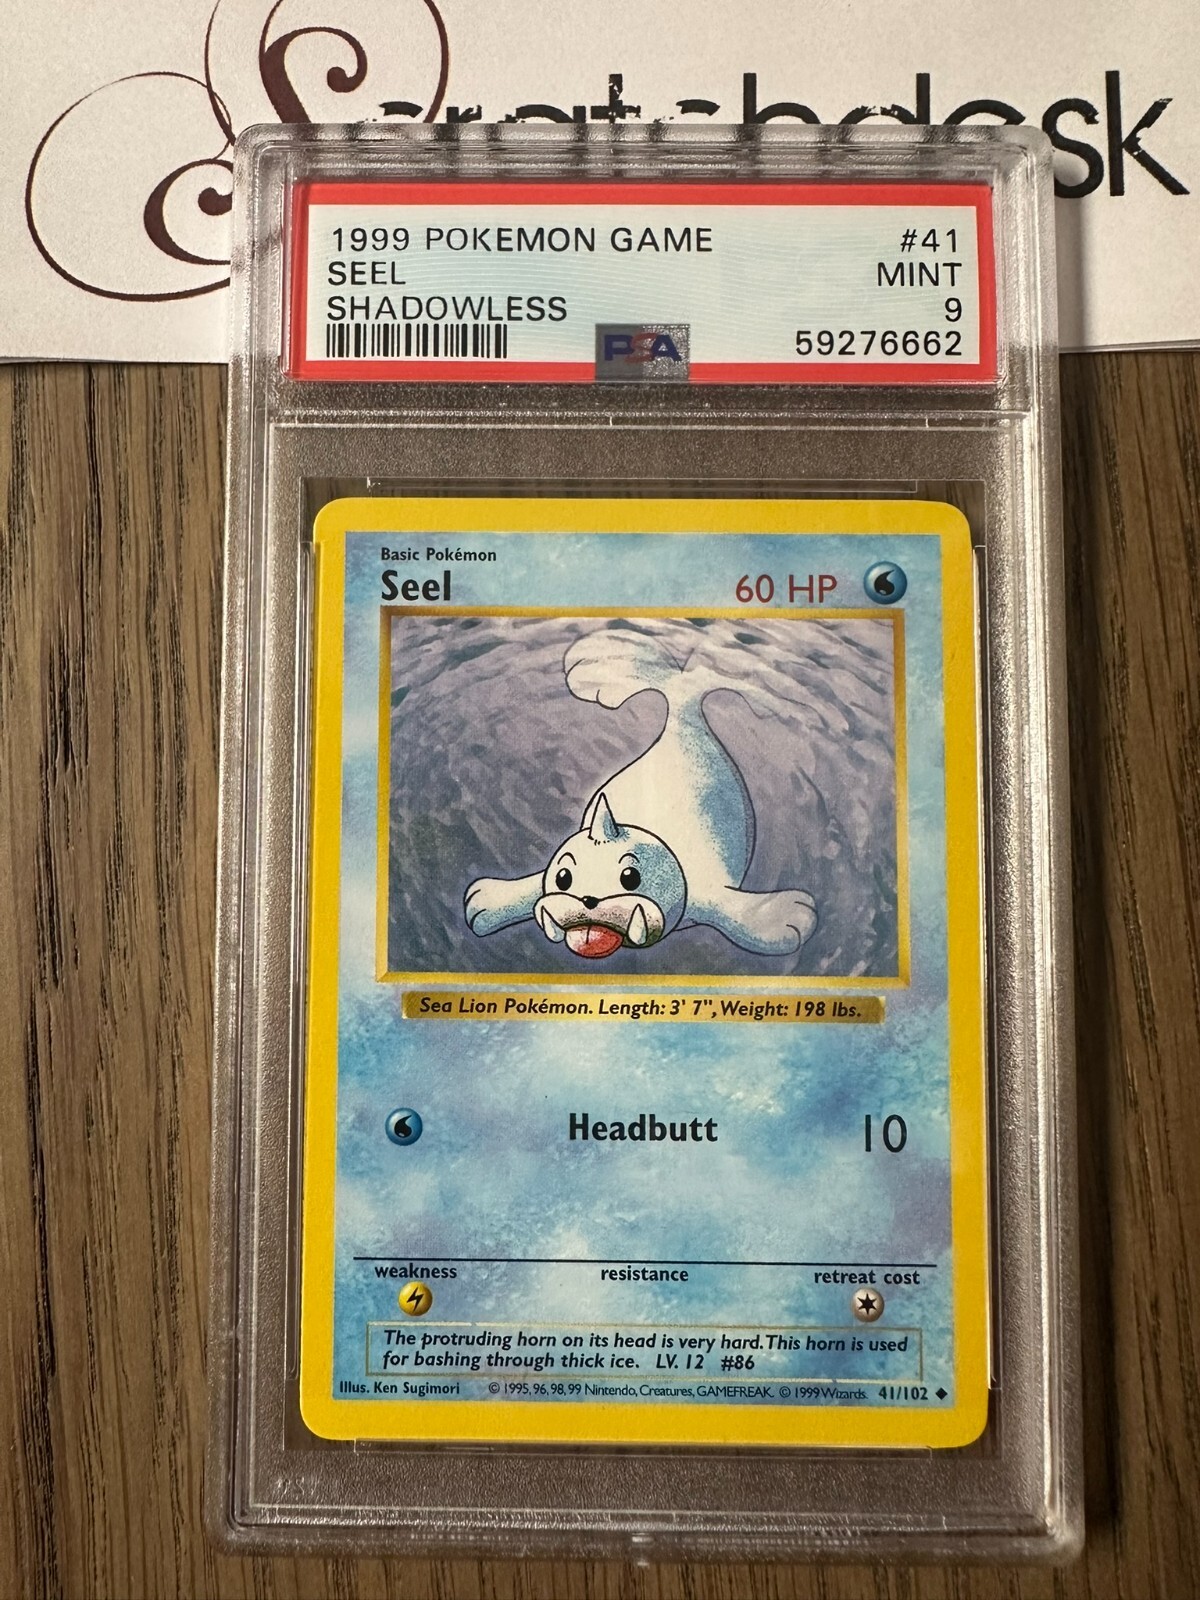 Scratchdesk
1999 POKEMON GAME #41
SEEL MINT
SHADOWLESS 9
PSA 59276662
Basic Pokémon
Seel 60 HP
Sea Lion Pokémon. Length: 3' 7", Weight: 198 lbs.
Headbutt 10
weakness resistance retreat cost
The protruding horn on its head is very hard. This horn is used
for bashing through thick ice. LV. 12 #86
Illus. Ken Sugimori © 1995, 96, 98, 99 Nintendo, Creatures, GAMEFREAK. © 1999 Wizards. 41/102